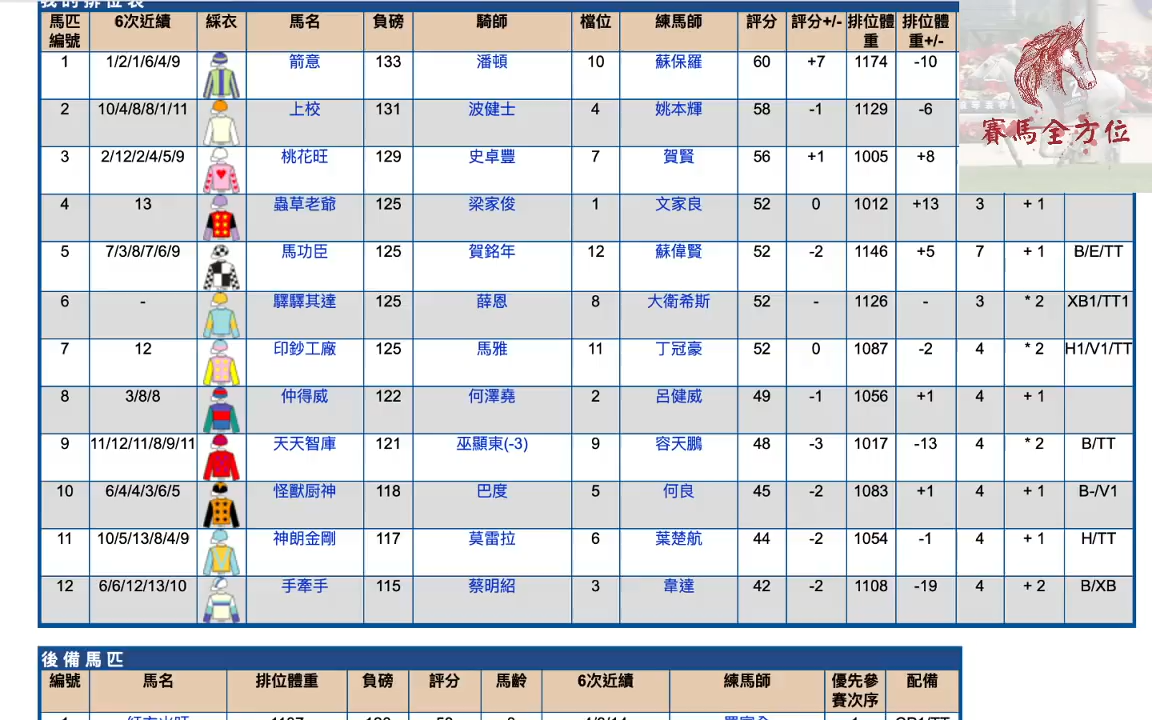 我的排位表
馬匹編號 6次近績 綵衣 馬名 負磅 騎師 檔位 練馬師 評分 評分+/- 排位體重 排位體重+/-
1 1/2/1/6/4/9 箭意 133 潘頓 10 蘇保羅 60 +7 1174 -10
2 10/4/8/8/1/11 上校 131 波健士 4 姚本輝 58 -1 1129 -6
3 2/12/2/4/5/9 桃花旺 129 史卓豐 7 賀賢 56 +1 1005 +8
賽馬全方位
4 13 蟲草老爺 125 梁家俊 1 文家良 52 0 1012 +13 3 + 1
5 7/3/8/7/6/9 馬功臣 125 賀銘年 12 蘇偉賢 52 -2 1146 +5 7 + 1 B/E/TT
6 - 驛驛其達 125 薛恩 8 大衛希斯 52 - 1126 - 3 * 2 XB1/TT1
7 12 印鈔工廠 125 馬雅 11 丁冠豪 52 0 1087 -2 4 * 2 H1/V1/TT
8 3/8/8 仲得威 122 何澤堯 2 呂健威 49 -1 1056 +1 4 + 1
9 11/12/11/8/9/11 天天智庫 121 巫顯東(-3) 9 容天鵬 48 -3 1017 -13 4 * 2 B/TT
10 6/4/4/3/6/5 怪獸厨神 118 巴度 5 何良 45 -2 1083 +1 4 + 1 B-/V1
11 10/5/13/8/4/9 神朗金剛 117 莫雷拉 6 葉楚航 44 -2 1054 -1 4 + 1 H/TT
12 6/6/12/13/10 手牽手 115 蔡明紹 3 韋達 42 -2 1108 -19 4 + 2 B/XB
後備馬匹
編號 馬名 排位體重 負磅 評分 馬齡 6次近績 練馬師 優先參賽次序 配備